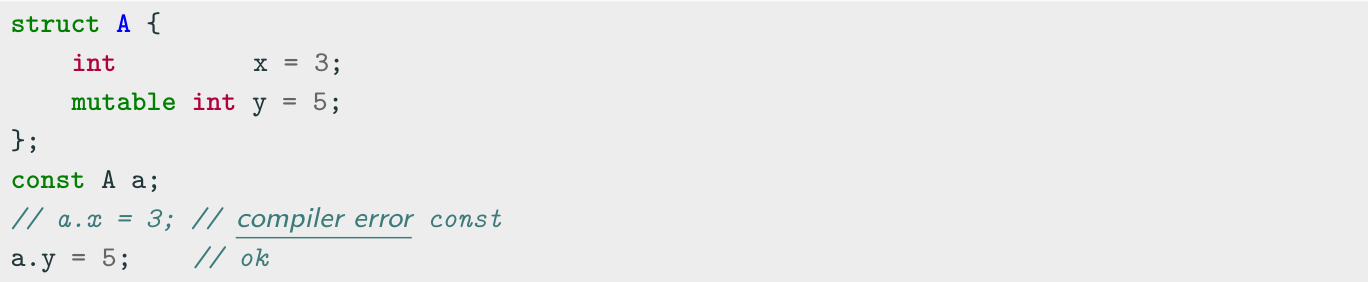 struct A {
    int         x = 3;
    mutable int y = 5;
};
const A a;
// a.x = 3; // compiler error const
a.y = 5;    // ok